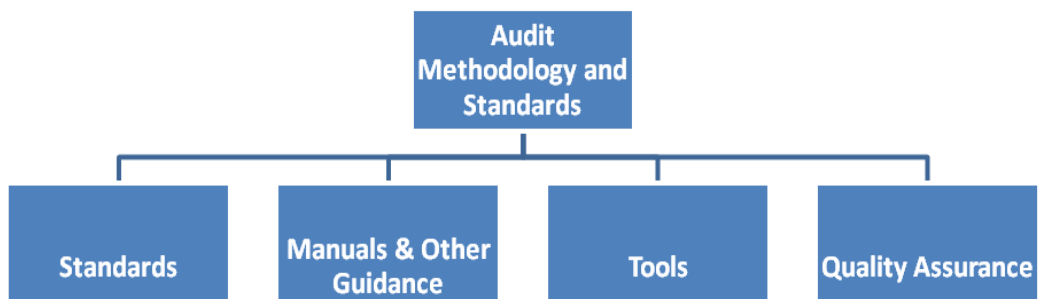 Audit
Methodology and
Standards
Standards
Manuals & Other
Guidance
Tools
Quality Assurance